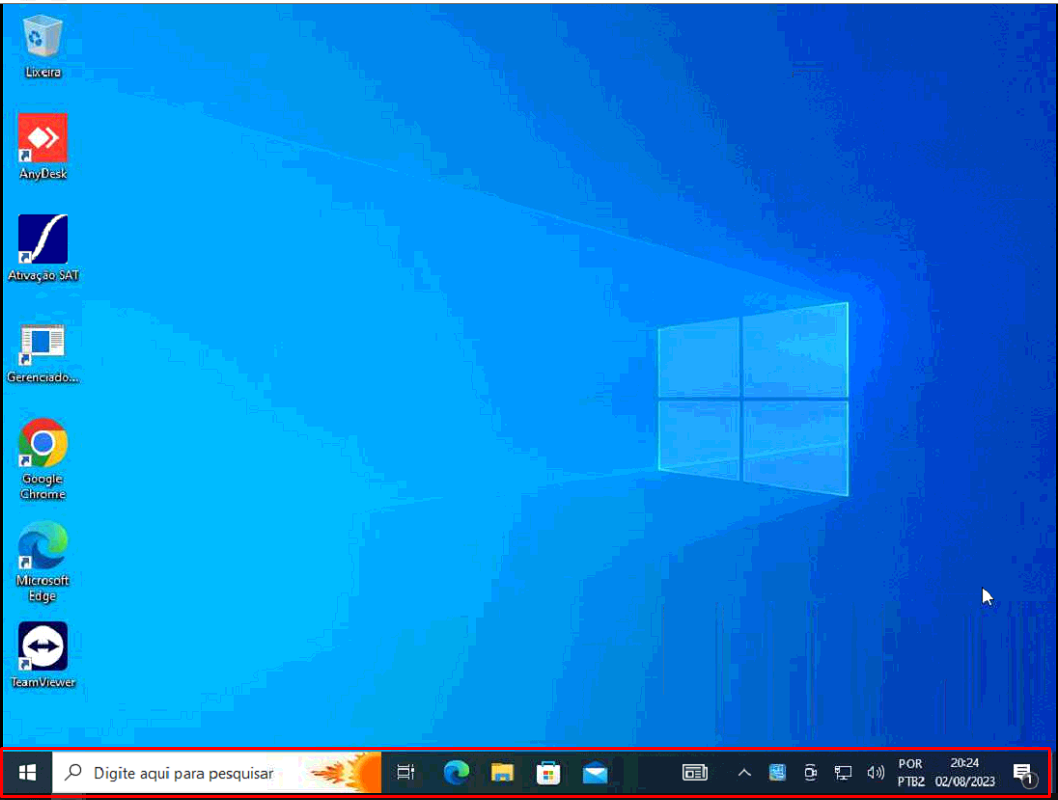 Lixeira
AnyDesk
Ativação SAT
Gerenciado...
Google
Chrome
Microsoft
Edge
TeamViewer
Digite aqui para pesquisar
POR
PTB2
20:24
02/08/2023
1